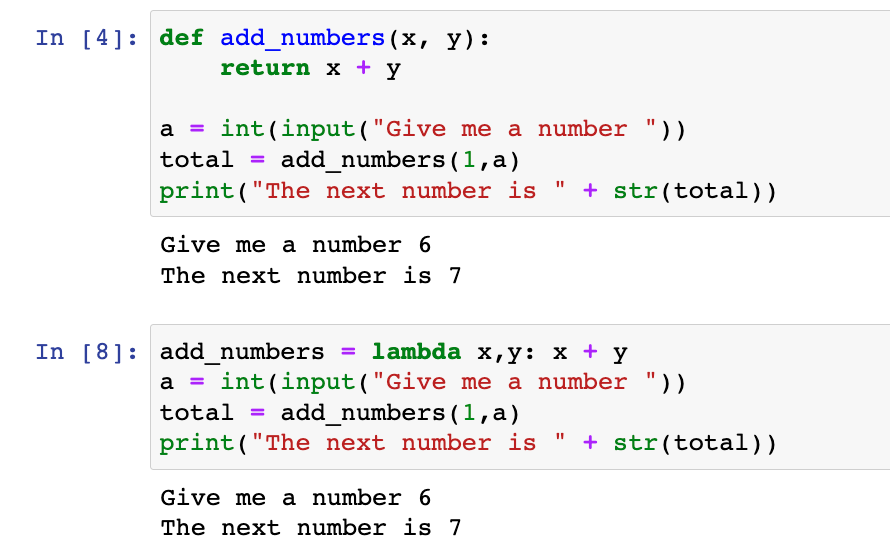 In [4]: def add_numbers(x, y):
    return x + y
a = int(input("Give me a number "))
total = add_numbers(1,a)
print("The next number is " + str(total))
Give me a number 6
The next number is 7
In [8]: add_numbers = lambda x,y: x + y
a = int(input("Give me a number "))
total = add_numbers(1,a)
print("The next number is " + str(total))
Give me a number 6
The next number is 7